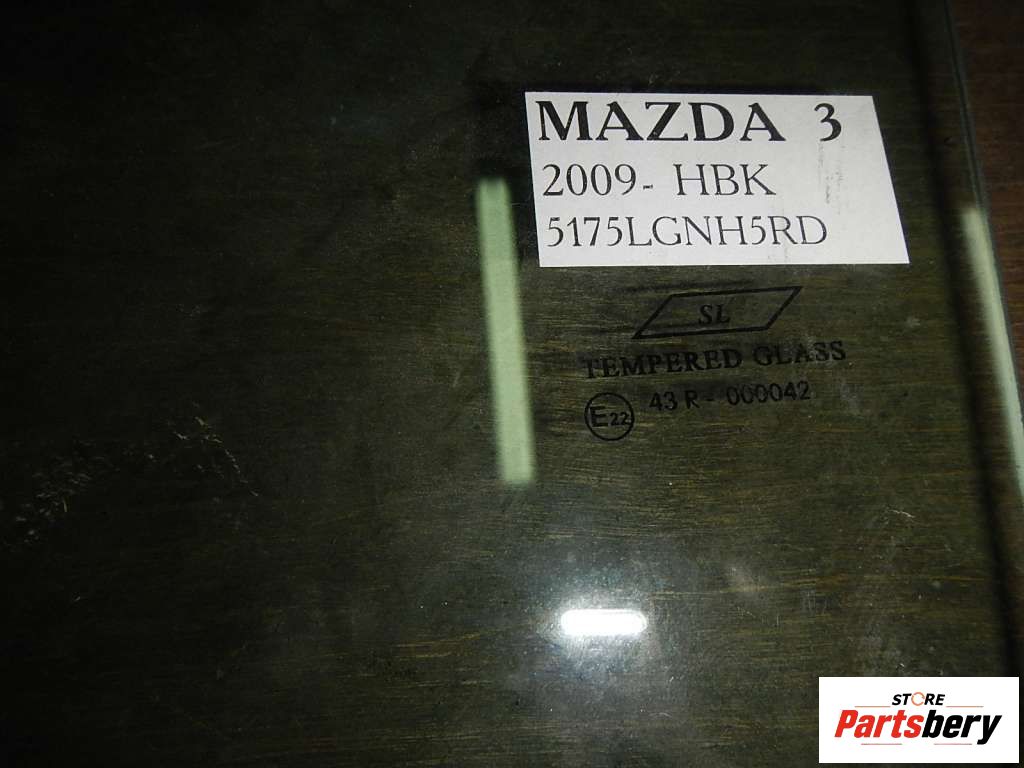 MAZDA 3
2009- HBK
5175LGNH5RD
SL
TEMPERED GLASS
E22 43 R - 000042
STORE
Partsbery